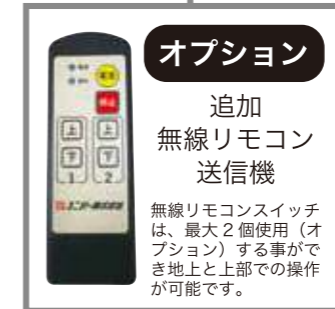 オプション
追加
無線リモコン
送信機
無線リモコンスイッチ
は、最大２個使用（オ
プション）する事がで
き地上と上部での操作
が可能です。
上 上
下 下
1 2